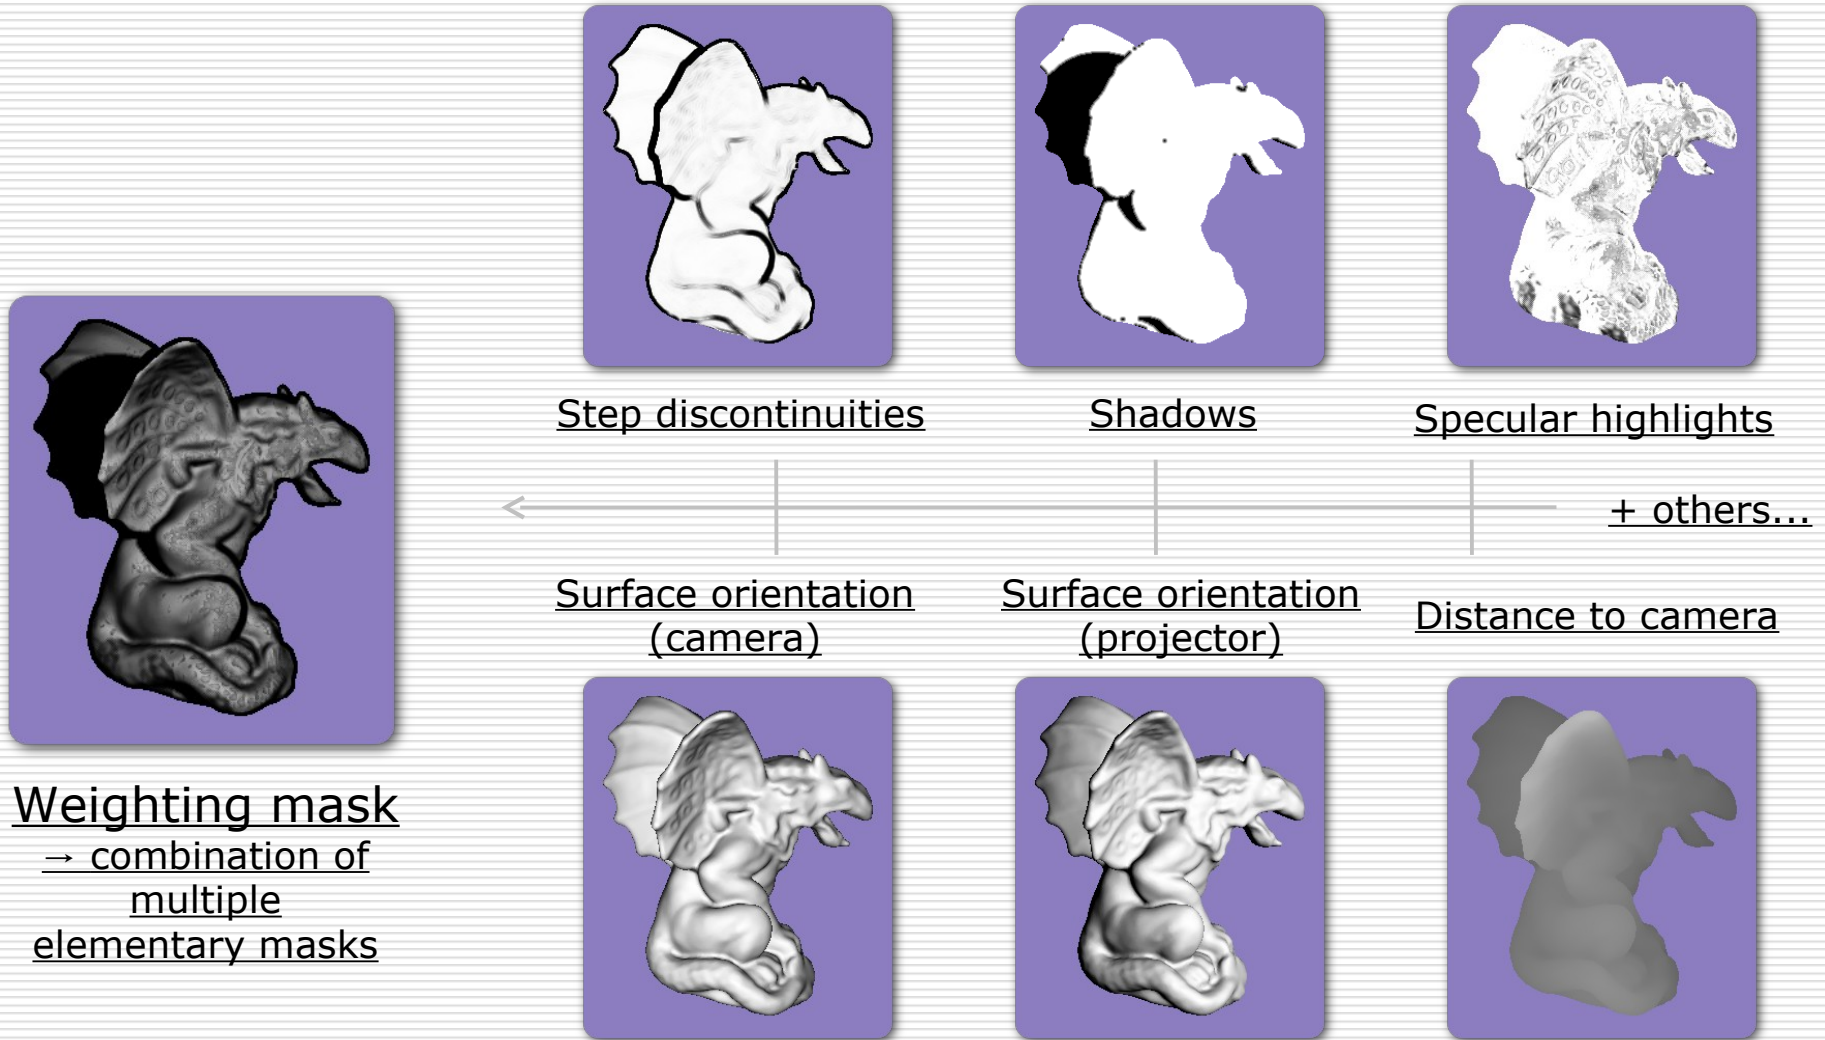 Step discontinuities
Shadows
Specular highlights
+ others...
Surface orientation
(camera)
Surface orientation
(projector)
Distance to camera
Weighting mask
→ combination of
multiple
elementary masks